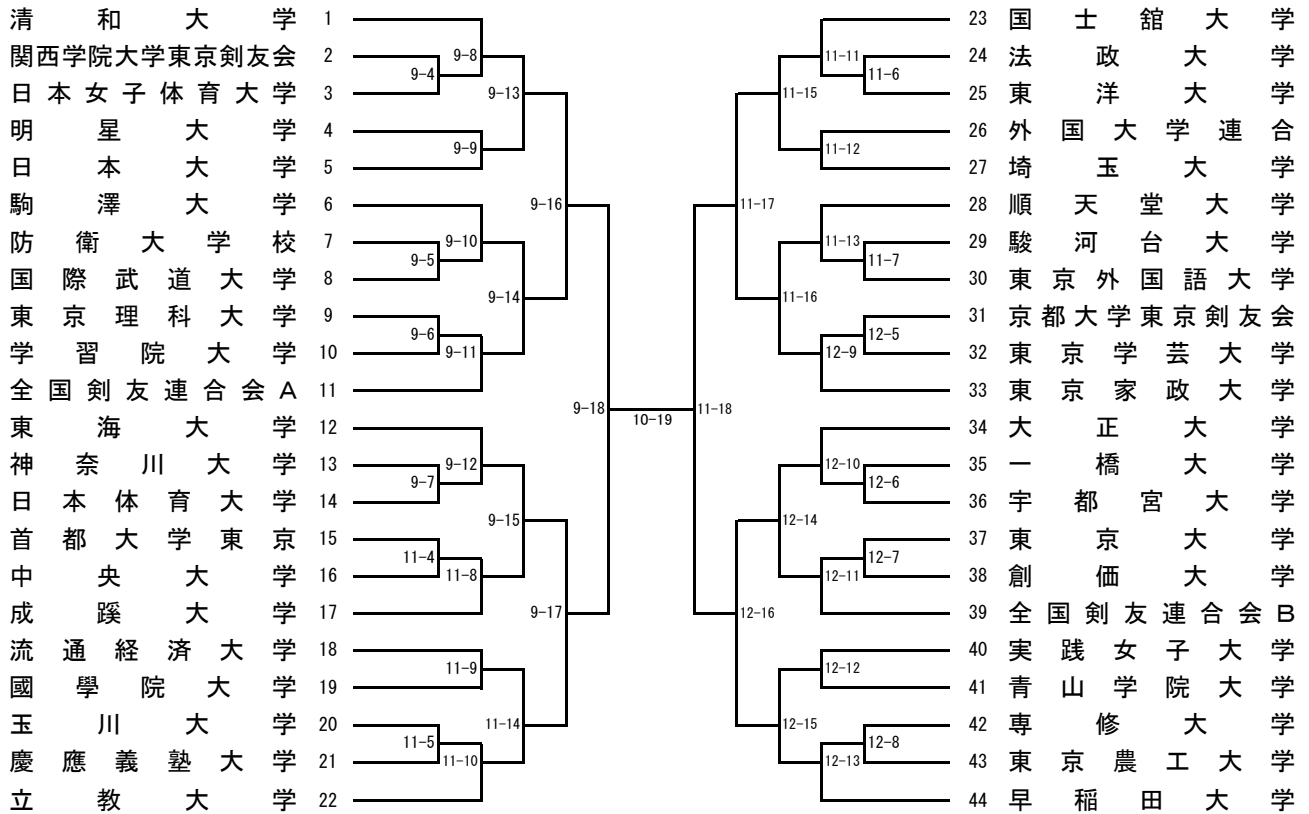 清和大学 1
関西学院大学東京剣友会 2
日本女子体育大学 3
明星大学 4
日本大学 5
駒澤大学 6
防衛大学校 7
国際武道大学 8
東京理科大学 9
学習院大学 10
全国剣友連合会A 11
東海大学 12
神奈川大学 13
日本体育大学 14
首都大学東京 15
中央大学 16
成蹊大学 17
流通経済大学 18
國學院大学 19
玉川大学 20
慶應義塾大学 21
立教大学 22
9-4
9-5
9-6
9-7
11-4
11-5
9-8
9-9
9-10
9-11
9-12
11-8
11-9
11-10
9-13
9-14
9-15
11-14
9-16
9-17
9-18
10-19
11-18
11-17
12-16
11-15
11-16
12-14
12-15
11-11
11-12
11-13
12-9
12-10
12-11
12-12
12-13
11-6
11-7
12-5
12-6
12-7
12-8
23 国士舘大学
24 法政大学
25 東洋大学
26 外国大学連合
27 埼玉大学
28 順天堂大学
29 駿河台大学
30 東京外国語大学
31 京都大学東京剣友会
32 東京学芸大学
33 東京家政大学
34 大正大学
35 一橋大学
36 宇都宮大学
37 東京大学
38 創価大学
39 全国剣友連合会B
40 実践女子大学
41 青山学院大学
42 専修大学
43 東京農工大学
44 早稲田大学